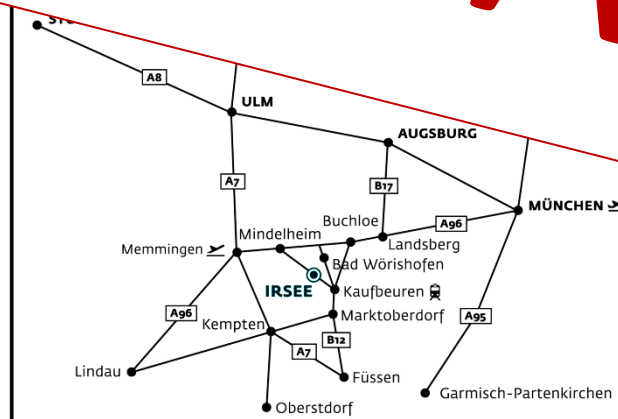 A8
ULM
AUGSBURG
A7
B17
MÜNCHEN
Buchloe
A96
Mindelheim
Landsberg
Memmingen
Bad Wörishofen
IRSEE
Kaufbeuren
A96
Marktoberdorf
A95
Kempten
B12
A7
Lindau
Füssen
Garmisch-Partenkirchen
Oberstdorf